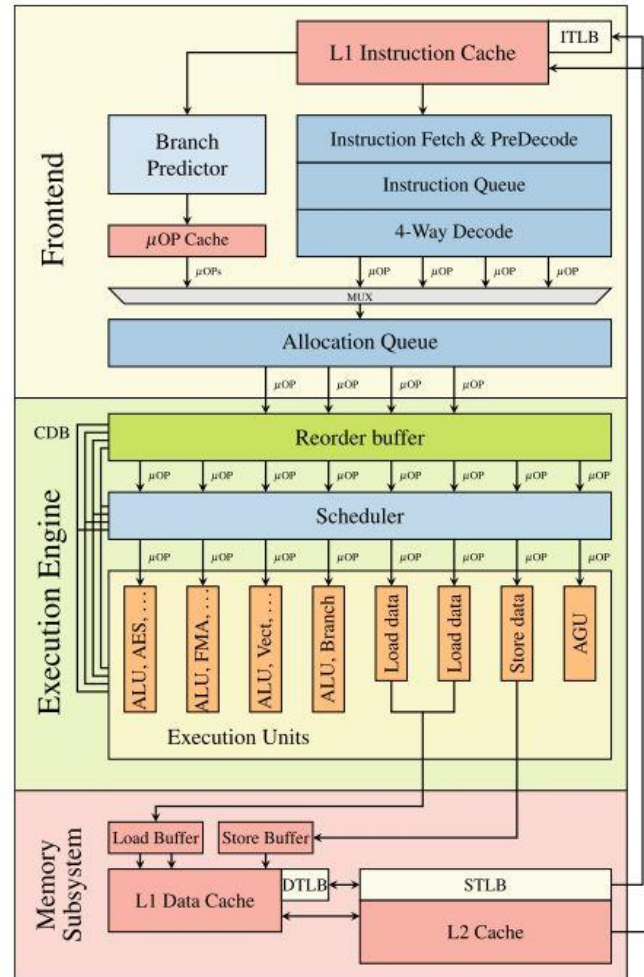 Frontend
L1 Instruction Cache
ITLB
Branch
Predictor
Instruction Fetch & PreDecode
Instruction Queue
4-Way Decode
μOP Cache
μOPs
μOP
μOP
μOP
μOP
MUX
Allocation Queue
μOP
μOP
μOP
μOP
Execution Engine
CDB
Reorder buffer
μOP
μOP
μOP
μOP
μOP
μOP
μOP
μOP
Scheduler
μOP
μOP
μOP
μOP
μOP
μOP
μOP
μOP
ALU, AES, …
ALU, FMA, …
ALU, Vect, …
ALU, Branch
Load data
Load data
Store data
AGU
Execution Units
Memory
Subsystem
Load Buffer
Store Buffer
L1 Data Cache
DTLB
STLB
L2 Cache